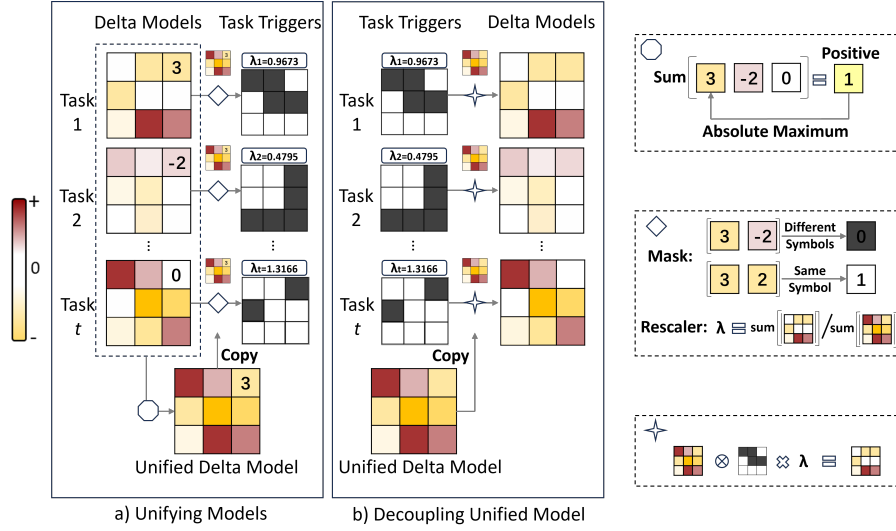 Delta Models Task Triggers
3
λ1=0.9673
Task
1
3
-2
λ2=0.4795
Task
2
3
...
0
λt=1.3166
Task
t
3
Copy
3
Unified Delta Model
a) Unifying Models
+
0
-
Task Triggers Delta Models
λ1=0.9673
Task
1
λ2=0.4795
Task
2
...
λt=1.3166
Task
t
Copy
Unified Delta Model
b) Decoupling Unified Model
Positive
Sum [ 3 -2 0 ] = 1
Absolute Maximum
Mask:
[ 3 -2 ] Different Symbols 0
[ 3 2 ] Same Symbol 1
Rescaler: λ = sum [ ] / sum [ ]
⊗ ⊗ λ =